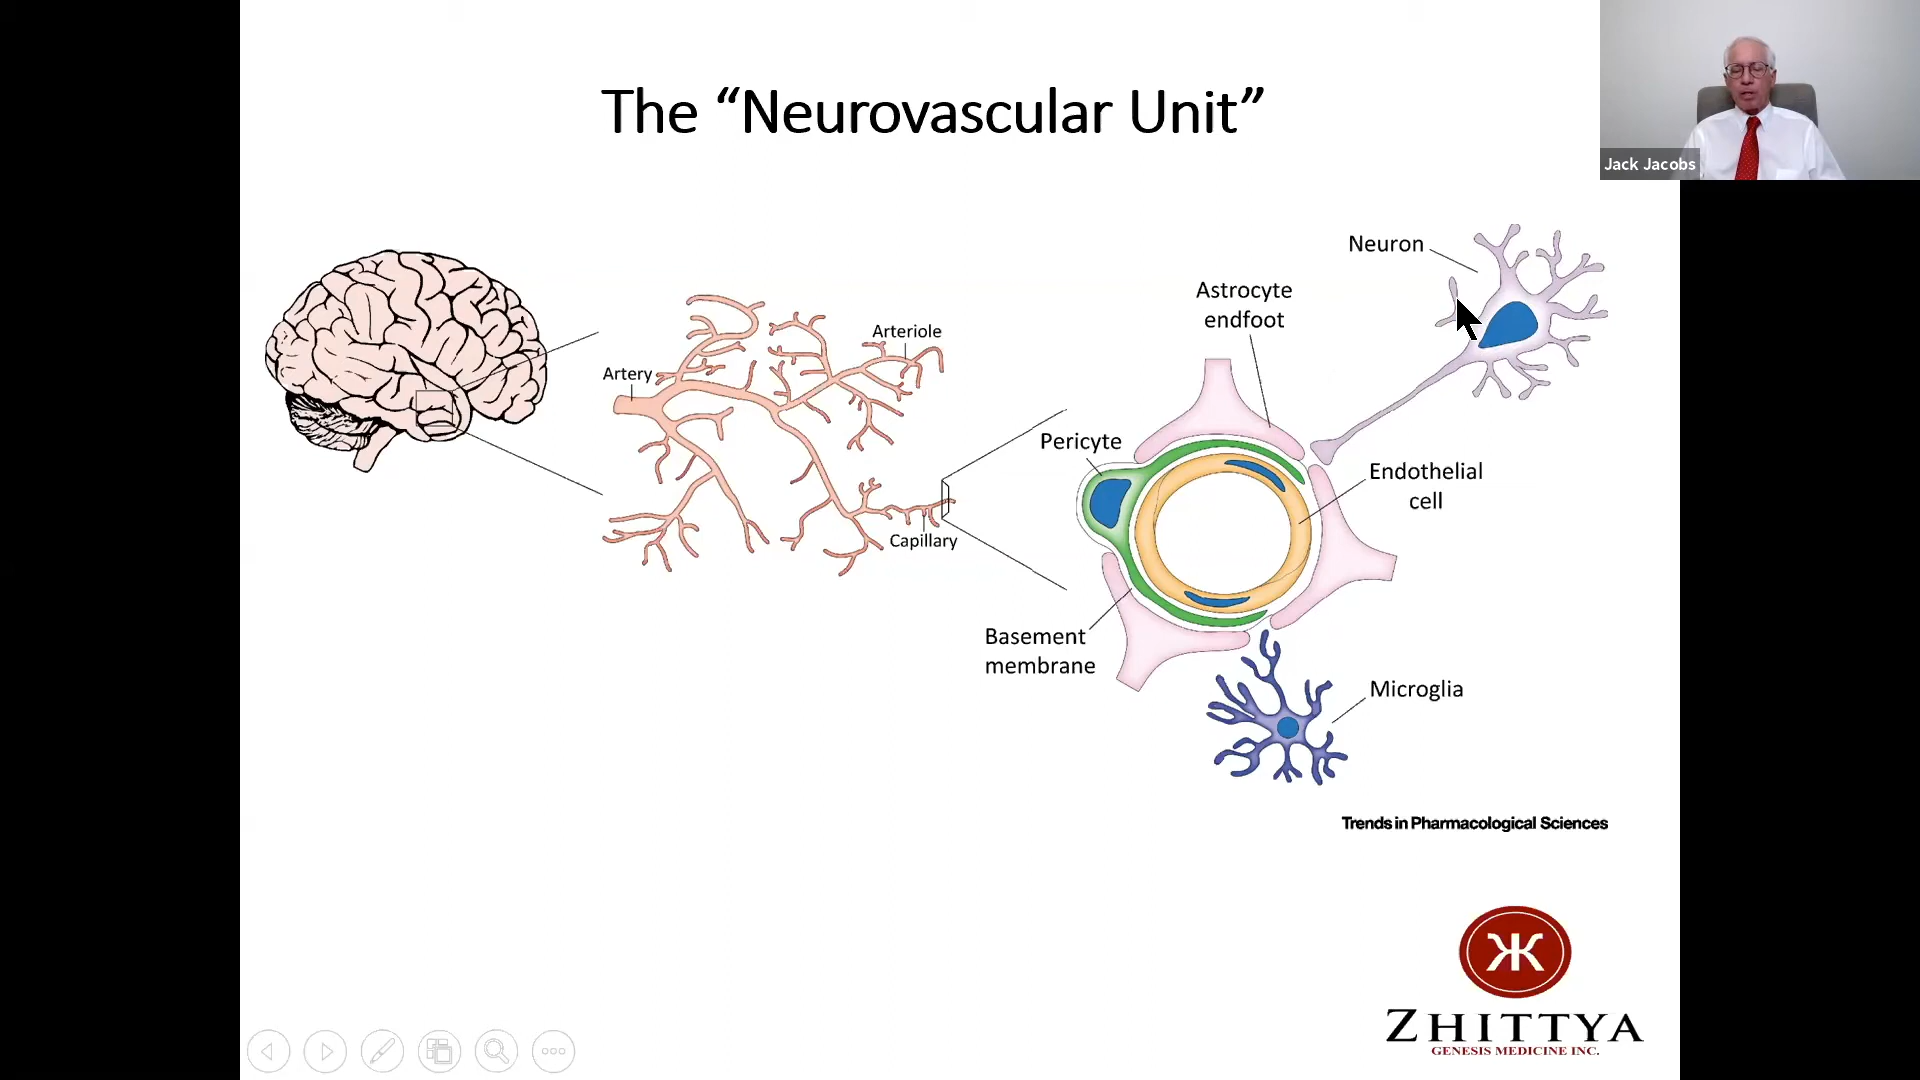 The “Neurovascular Unit”
Jack Jacobs
Neuron
Astrocyte
endfoot
Arteriole
Artery
Pericyte
Endothelial
cell
Capillary
Basement
membrane
Microglia
Trends in Pharmacological Sciences
ZHITTYA
GENESIS MEDICINE INC.